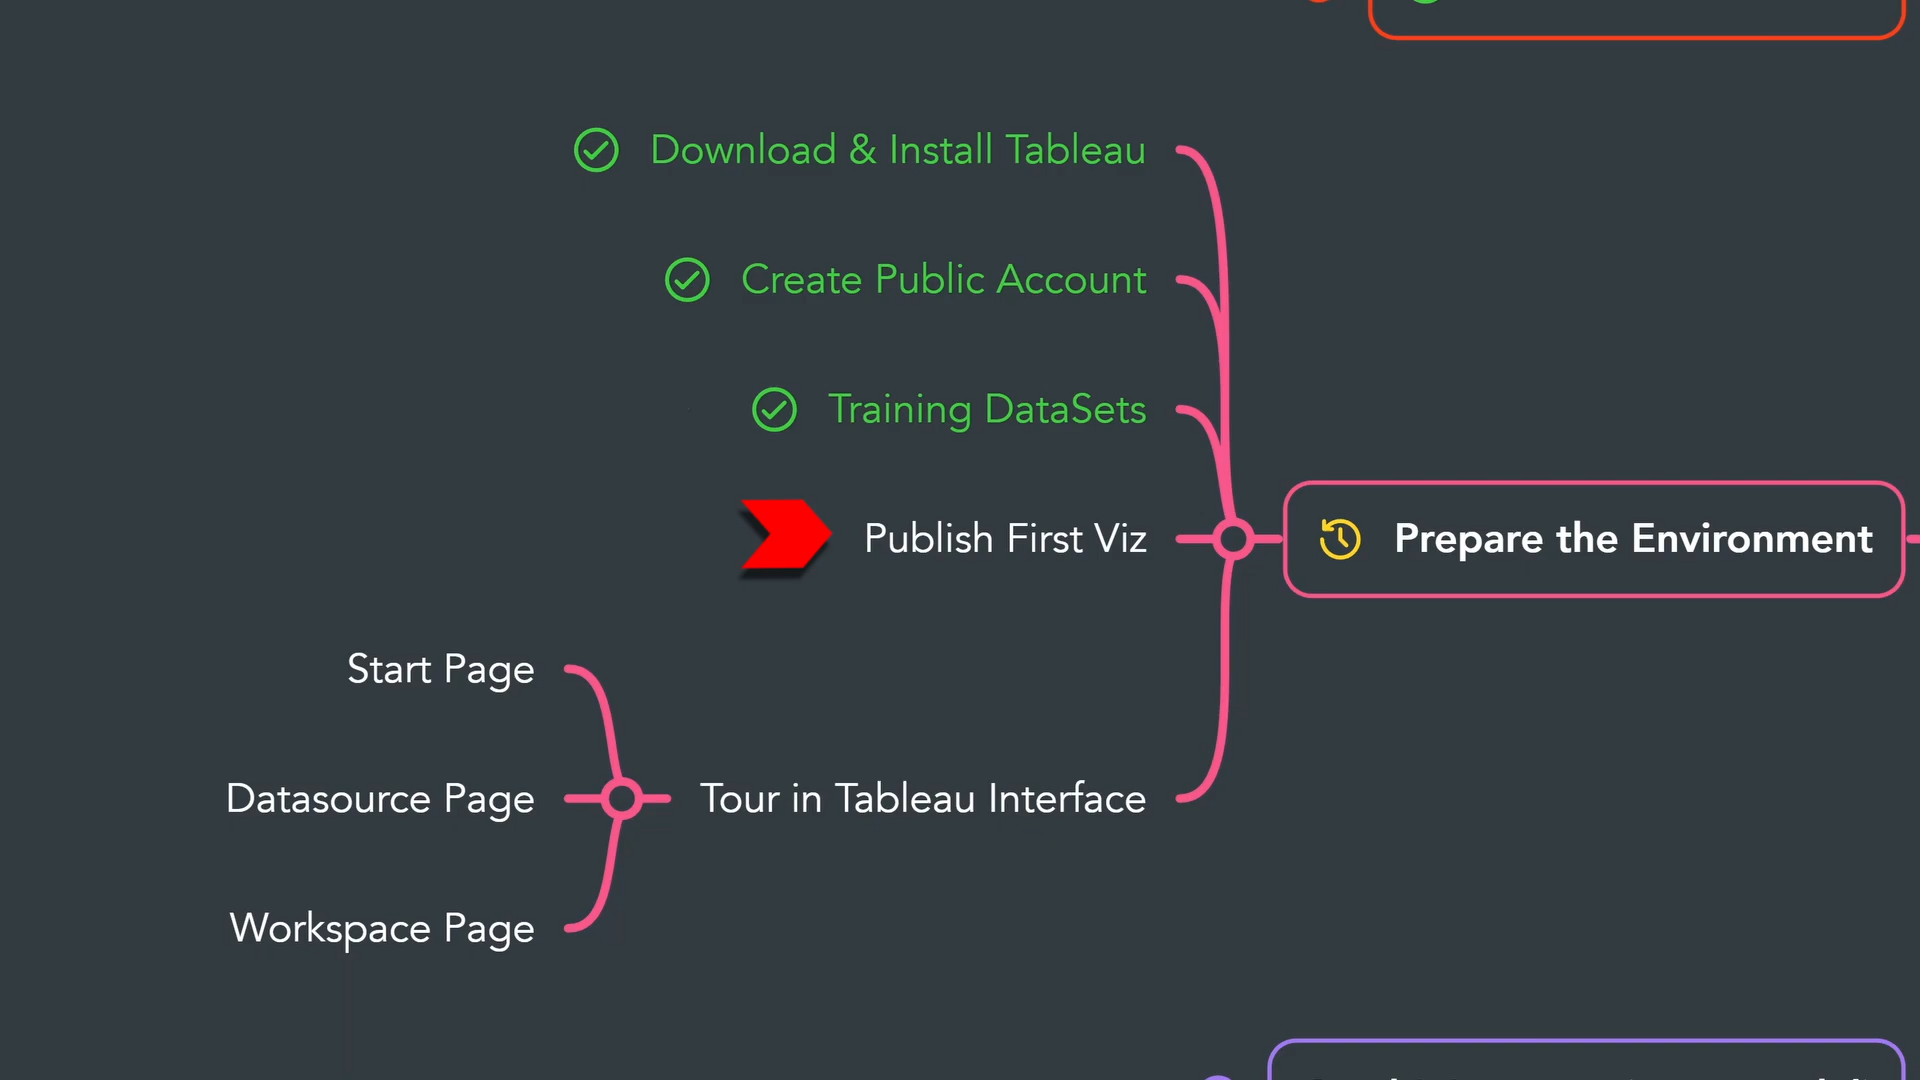 Download & Install Tableau
Create Public Account
Training DataSets
Publish First Viz
Prepare the Environment
Start Page
Datasource Page
Tour in Tableau Interface
Workspace Page